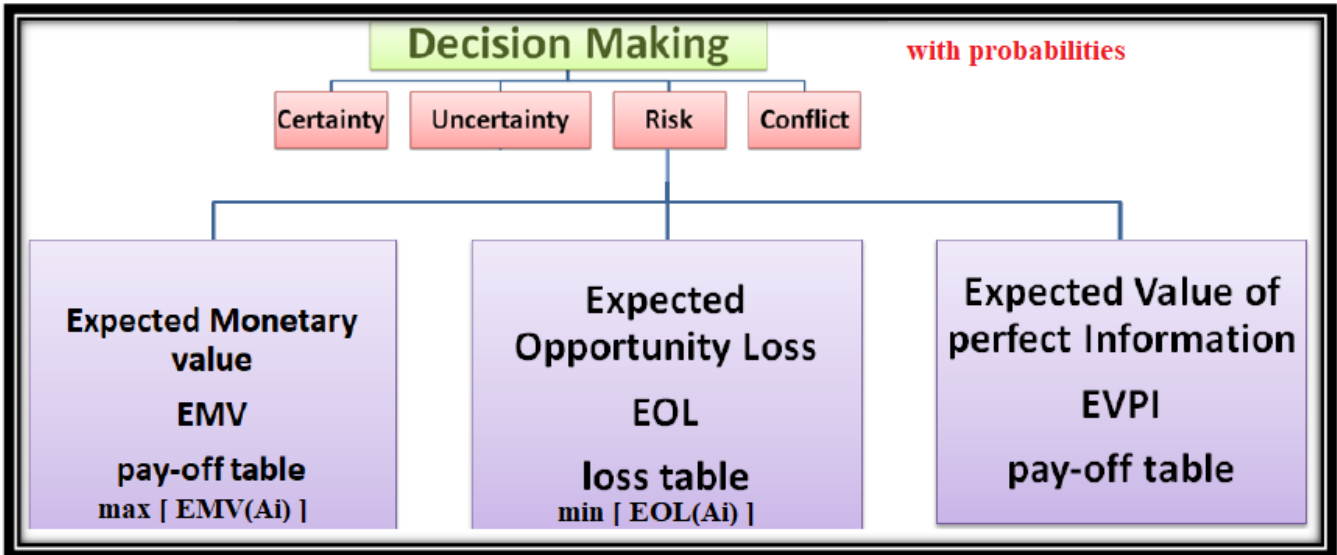 Decision Making
with probabilities
Certainty
Uncertainty
Risk
Conflict
Expected Monetary
value
EMV
pay-off table
max [ EMV(Ai) ]
Expected
Opportunity Loss
EOL
loss table
min [ EOL(Ai) ]
Expected Value of
perfect Information
EVPI
pay-off table